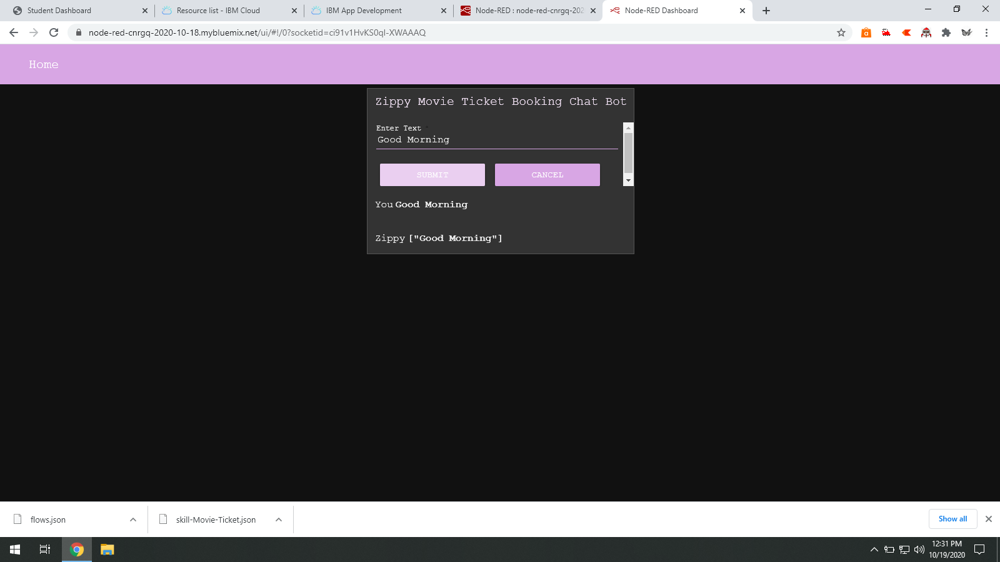 Student Dashboard
Resource list - IBM Cloud
IBM App Development
Node-RED : node-red-cnrgq-202
Node-RED Dashboard
node-red-cnrgq-2020-10-18.mybluemix.net/ui/#!/0?socketid=ci91v1HvKS0qI-XWAAAQ
Home
Zippy Movie Ticket Booking Chat Bot
Enter Text *
Good Morning
SUBMIT CANCEL
You Good Morning
Zippy ["Good Morning"]
flows.json
skill-Movie-Ticket.json
Show all
12:31 PM
10/19/2020